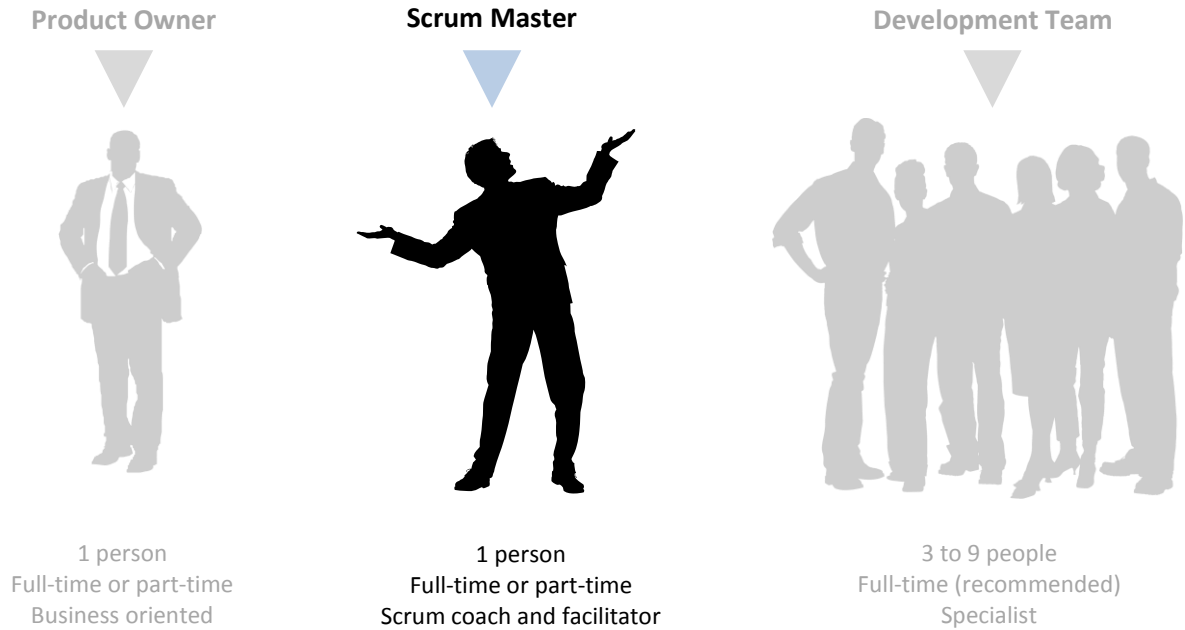 Product Owner
Scrum Master
Development Team
1 person
Full-time or part-time
Business oriented
1 person
Full-time or part-time
Scrum coach and facilitator
3 to 9 people
Full-time (recommended)
Specialist